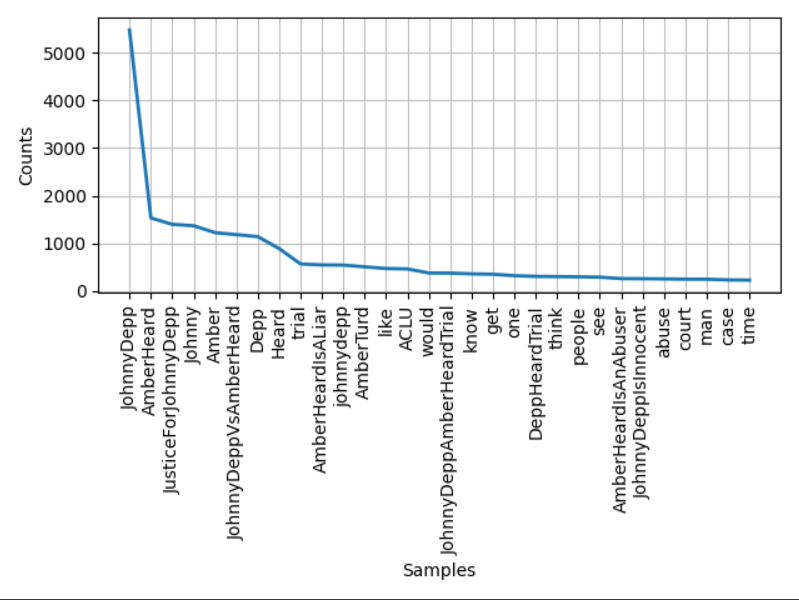 5000
4000
3000
2000
1000
0
Counts
JohnnyDepp
AmberHeard
JusticeForJohnnyDepp
Johnny
Amber
JohnnyDeppVsAmberHeard
Depp
Heard
trial
AmberHeardIsALiar
johnnydepp
AmberTurd
like
ACLU
would
JohnnyDeppAmberHeardTrial
know
get
one
DeppHeardTrial
think
people
see
AmberHeardIsAnAbuser
JohnnyDeppIsInnocent
abuse
court
man
case
time
Samples